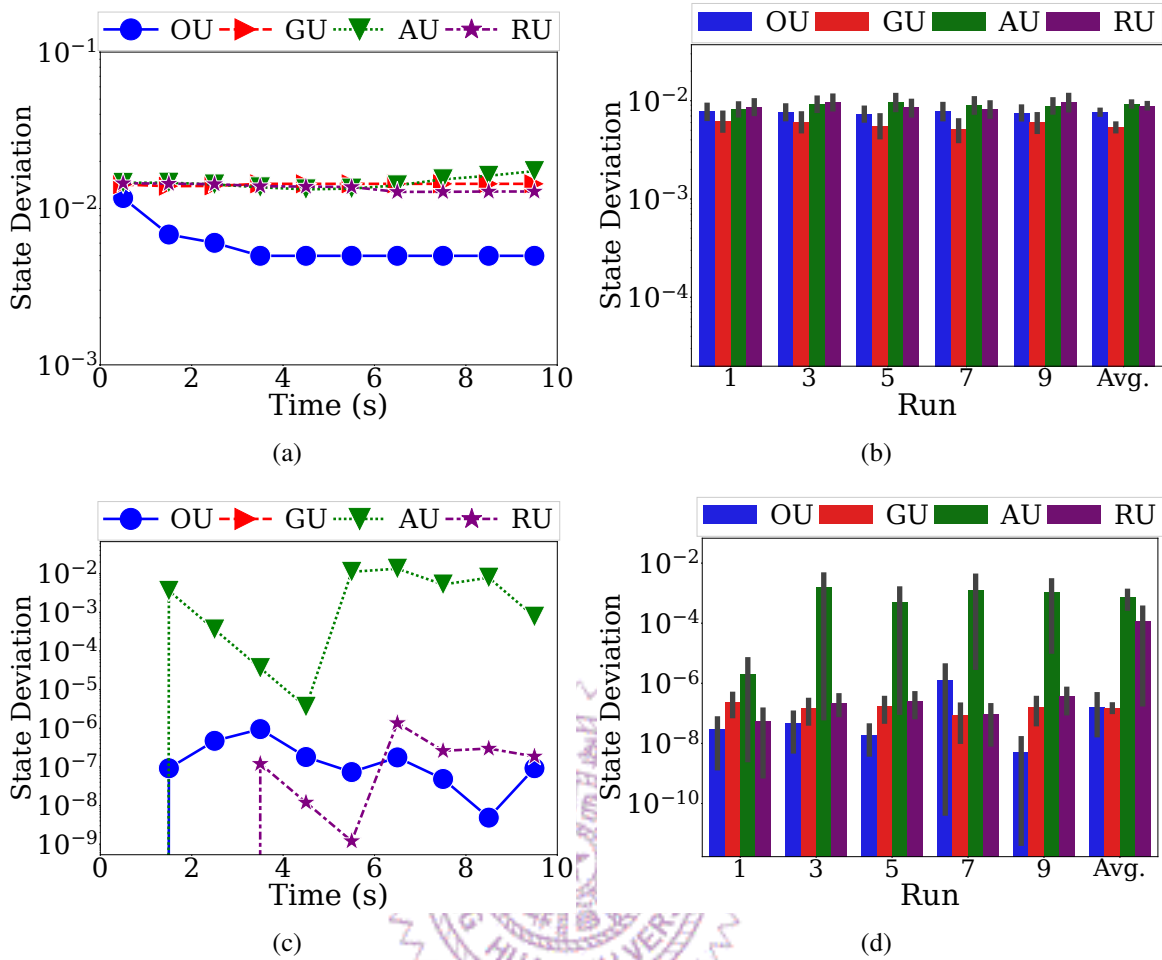 OU GU AU RU
10⁻¹
10⁻²
10⁻³
State Deviation
0 2 4 6 8 10
Time (s)
(a)
OU GU AU RU
10⁻²
10⁻³
10⁻⁴
State Deviation
1 3 5 7 9 Avg.
Run
(b)
OU GU AU RU
10⁻²
10⁻³
10⁻⁴
10⁻⁵
10⁻⁶
10⁻⁷
10⁻⁸
10⁻⁹
State Deviation
0 2 4 6 8 10
Time (s)
(c)
OU GU AU RU
10⁻²
10⁻⁴
10⁻⁶
10⁻⁸
10⁻¹⁰
State Deviation
1 3 5 7 9 Avg.
Run
(d)